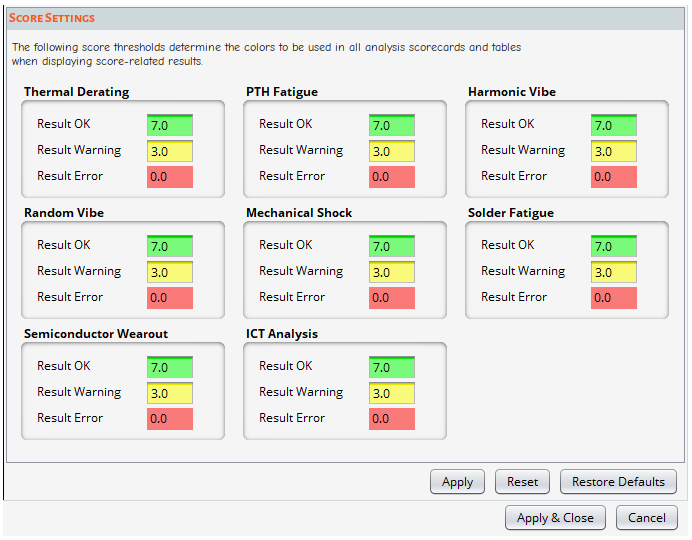 SCORE SETTINGS
The following score thresholds determine the colors to be used in all analysis scorecards and tables
when displaying score-related results.
Thermal Derating
Result OK 7.0
Result Warning 3.0
Result Error 0.0
PTH Fatigue
Result OK 7.0
Result Warning 3.0
Result Error 0.0
Harmonic Vibe
Result OK 7.0
Result Warning 3.0
Result Error 0.0
Random Vibe
Result OK 7.0
Result Warning 3.0
Result Error 0.0
Mechanical Shock
Result OK 7.0
Result Warning 3.0
Result Error 0.0
Solder Fatigue
Result OK 7.0
Result Warning 3.0
Result Error 0.0
Semiconductor Wearout
Result OK 7.0
Result Warning 3.0
Result Error 0.0
ICT Analysis
Result OK 7.0
Result Warning 3.0
Result Error 0.0
Apply Reset Restore Defaults
Apply & Close Cancel